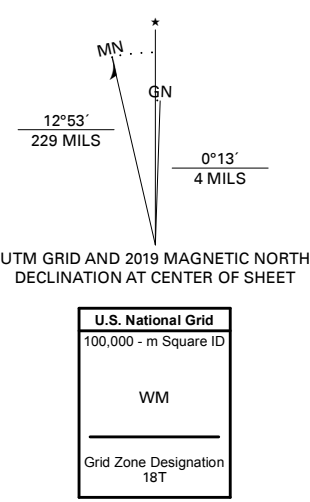 ★
MN
GN
12°53´
229 MILS
0°13´
4 MILS
UTM GRID AND 2019 MAGNETIC NORTH
DECLINATION AT CENTER OF SHEET
U.S. National Grid
100,000 - m Square ID
WM
Grid Zone Designation
18T